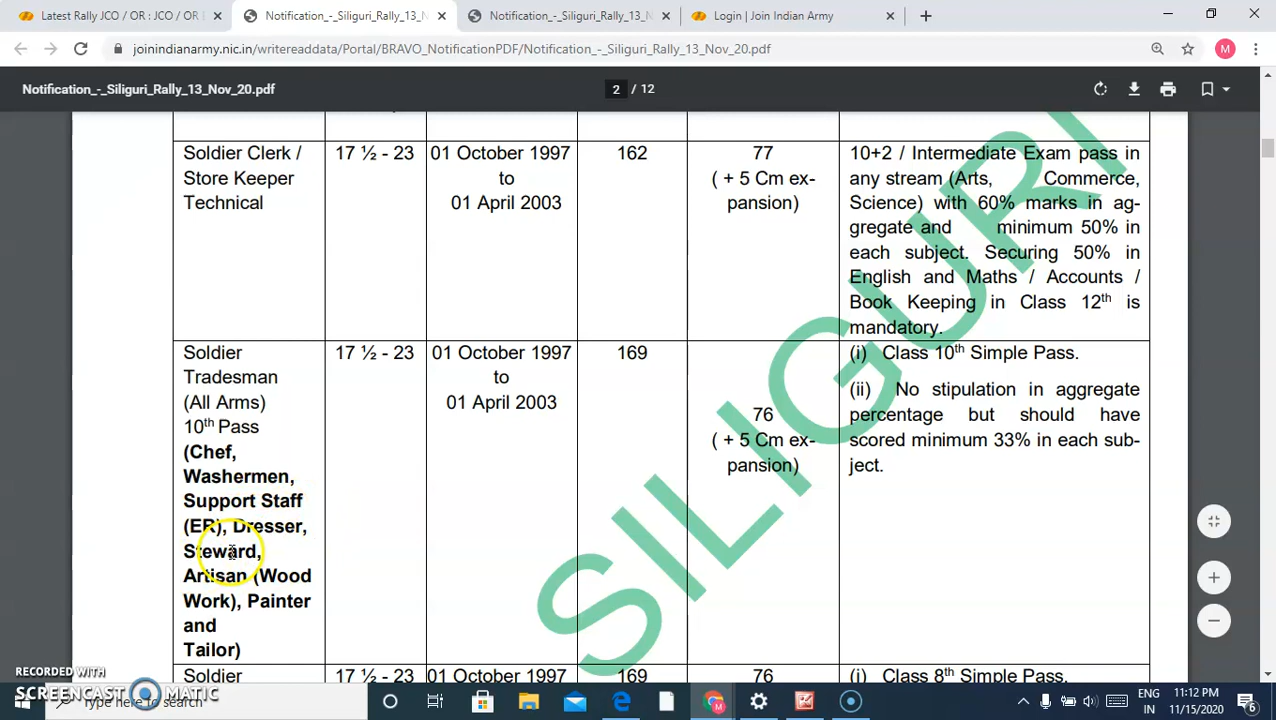 Latest Rally JCO / OR : JCO / OR E
Notification_-_Siliguri_Rally_13_N
Notification_-_Siliguri_Rally_13_N
Login | Join Indian Army
joinindianarmy.nic.in/writereaddata/Portal/BRAVO_NotificationPDF/Notification_-_Siliguri_Rally_13_Nov_20.pdf
M
Notification_-_Siliguri_Rally_13_Nov_20.pdf
2 / 12
Soldier Clerk /
Store Keeper
Technical
17 ½ - 23
01 October 1997
to
01 April 2003
162
77
( + 5 Cm ex-
pansion)
10+2 / Intermediate Exam pass in
any stream (Arts, Commerce,
Science) with 60% marks in ag-
gregate and minimum 50% in
each subject. Securing 50% in
English and Maths / Accounts /
Book Keeping in Class 12th is
mandatory.
Soldier
Tradesman
(All Arms)
10th Pass
(Chef,
Washermen,
Support Staff
(ER), Dresser,
Steward,
Artisan (Wood
Work), Painter
and
Tailor)
17 ½ - 23
01 October 1997
to
01 April 2003
169
76
( + 5 Cm ex-
pansion)
(i) Class 10th Simple Pass.
(ii) No stipulation in aggregate
percentage but should have
scored minimum 33% in each sub-
ject.
Soldier
17 ½ - 23
01 October 1997
169
76
(i) Class 8th Simple Pass.
SILIGURI
RECORDED WITH
SCREENCAST MATIC
Type here to search
ENG
IN
11:12 PM
11/15/2020
6